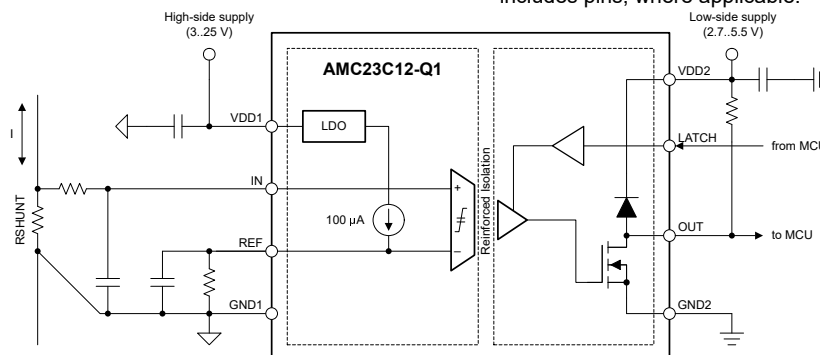 includes pins, where applicable.
High-side supply
(3..25 V)
Low-side supply
(2.7..5.5 V)
AMC23C12-Q1
VDD1
LDO
VDD2
LATCH
from MCU
I
IN
+
100 µA
Reinforced Isolation
RSHUNT
REF
–
OUT
to MCU
GND1
GND2